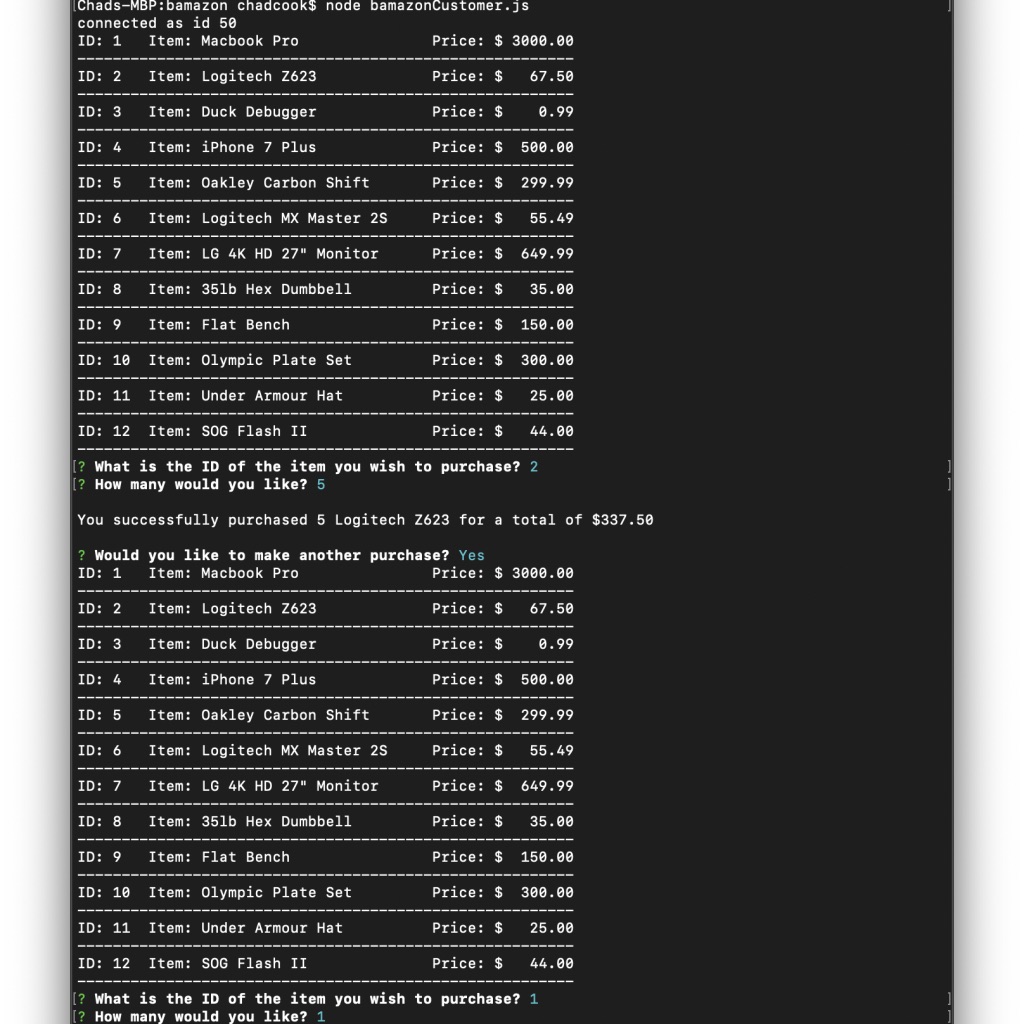 [Chads-MBP:bamazon chadcook$ node bamazonCustomer.js ]
connected as id 50
ID: 1   Item: Macbook Pro               Price: $ 3000.00
--------------------------------------------------------
ID: 2   Item: Logitech Z623             Price: $   67.50
--------------------------------------------------------
ID: 3   Item: Duck Debugger             Price: $    0.99
--------------------------------------------------------
ID: 4   Item: iPhone 7 Plus             Price: $  500.00
--------------------------------------------------------
ID: 5   Item: Oakley Carbon Shift       Price: $  299.99
--------------------------------------------------------
ID: 6   Item: Logitech MX Master 2S     Price: $   55.49
--------------------------------------------------------
ID: 7   Item: LG 4K HD 27" Monitor      Price: $  649.99
--------------------------------------------------------
ID: 8   Item: 35lb Hex Dumbbell         Price: $   35.00
--------------------------------------------------------
ID: 9   Item: Flat Bench                Price: $  150.00
--------------------------------------------------------
ID: 10  Item: Olympic Plate Set         Price: $  300.00
--------------------------------------------------------
ID: 11  Item: Under Armour Hat          Price: $   25.00
--------------------------------------------------------
ID: 12  Item: SOG Flash II              Price: $   44.00
--------------------------------------------------------
[? What is the ID of the item you wish to purchase? 2 ]
[? How many would you like? 5 ]
You successfully purchased 5 Logitech Z623 for a total of $337.50
? Would you like to make another purchase? Yes
ID: 1   Item: Macbook Pro               Price: $ 3000.00
--------------------------------------------------------
ID: 2   Item: Logitech Z623             Price: $   67.50
--------------------------------------------------------
ID: 3   Item: Duck Debugger             Price: $    0.99
--------------------------------------------------------
ID: 4   Item: iPhone 7 Plus             Price: $  500.00
--------------------------------------------------------
ID: 5   Item: Oakley Carbon Shift       Price: $  299.99
--------------------------------------------------------
ID: 6   Item: Logitech MX Master 2S     Price: $   55.49
--------------------------------------------------------
ID: 7   Item: LG 4K HD 27" Monitor      Price: $  649.99
--------------------------------------------------------
ID: 8   Item: 35lb Hex Dumbbell         Price: $   35.00
--------------------------------------------------------
ID: 9   Item: Flat Bench                Price: $  150.00
--------------------------------------------------------
ID: 10  Item: Olympic Plate Set         Price: $  300.00
--------------------------------------------------------
ID: 11  Item: Under Armour Hat          Price: $   25.00
--------------------------------------------------------
ID: 12  Item: SOG Flash II              Price: $   44.00
--------------------------------------------------------
[? What is the ID of the item you wish to purchase? 1 ]
[? How many would you like? 1 ]